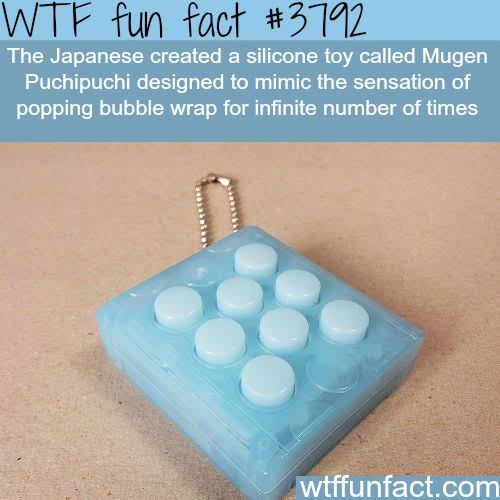 WTF fun fact #3792
The Japanese created a silicone toy called Mugen
Puchipuchi designed to mimic the sensation of
popping bubble wrap for infinite number of times
wtffunfact.com